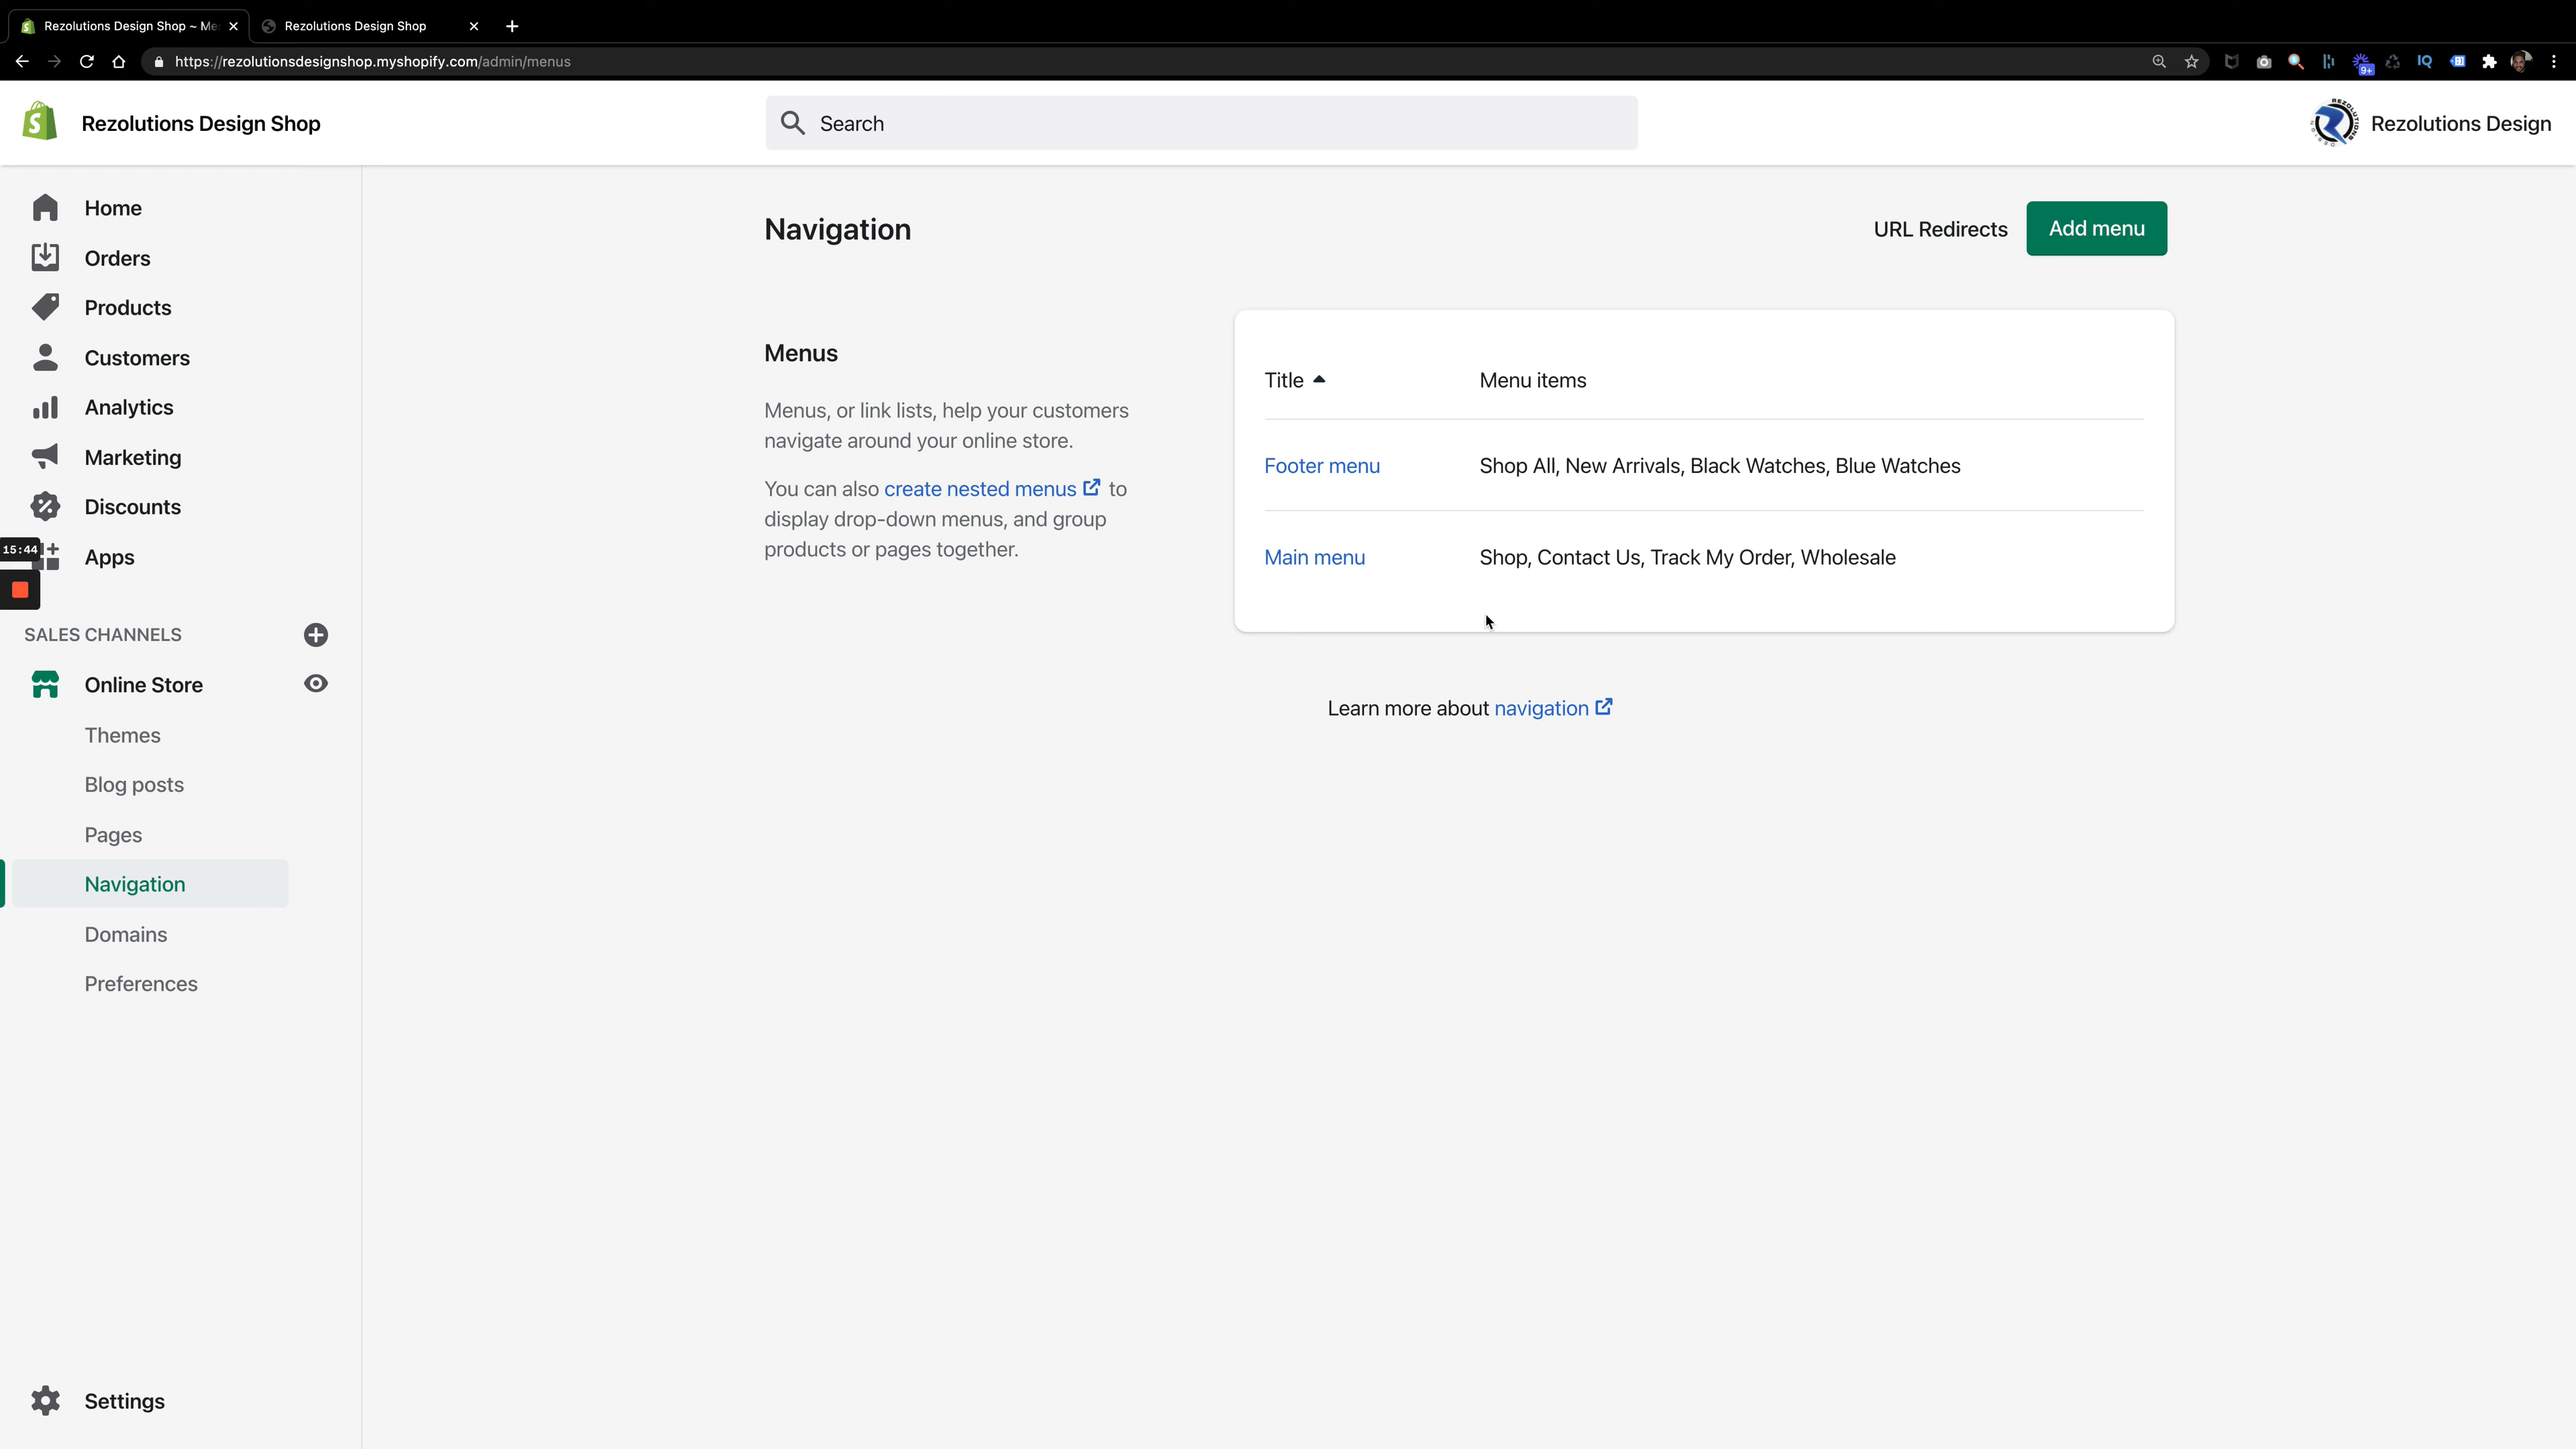 Rezolutions Design Shop ~ Me
Rezolutions Design Shop
https://rezolutionsdesignshop.myshopify.com/admin/menus
9+
IQ
Rezolutions Design Shop
Search
Rezolutions Design
Home
Orders
Products
Customers
Analytics
Marketing
Discounts
15:44
Apps
SALES CHANNELS
Online Store
Themes
Blog posts
Pages
Navigation
Domains
Preferences
Settings
Navigation
URL Redirects
Add menu
Menus
Menus, or link lists, help your customers
navigate around your online store.
You can also create nested menus to
display drop-down menus, and group
products or pages together.
Title Menu items
Footer menu Shop All, New Arrivals, Black Watches, Blue Watches
Main menu Shop, Contact Us, Track My Order, Wholesale
Learn more about navigation